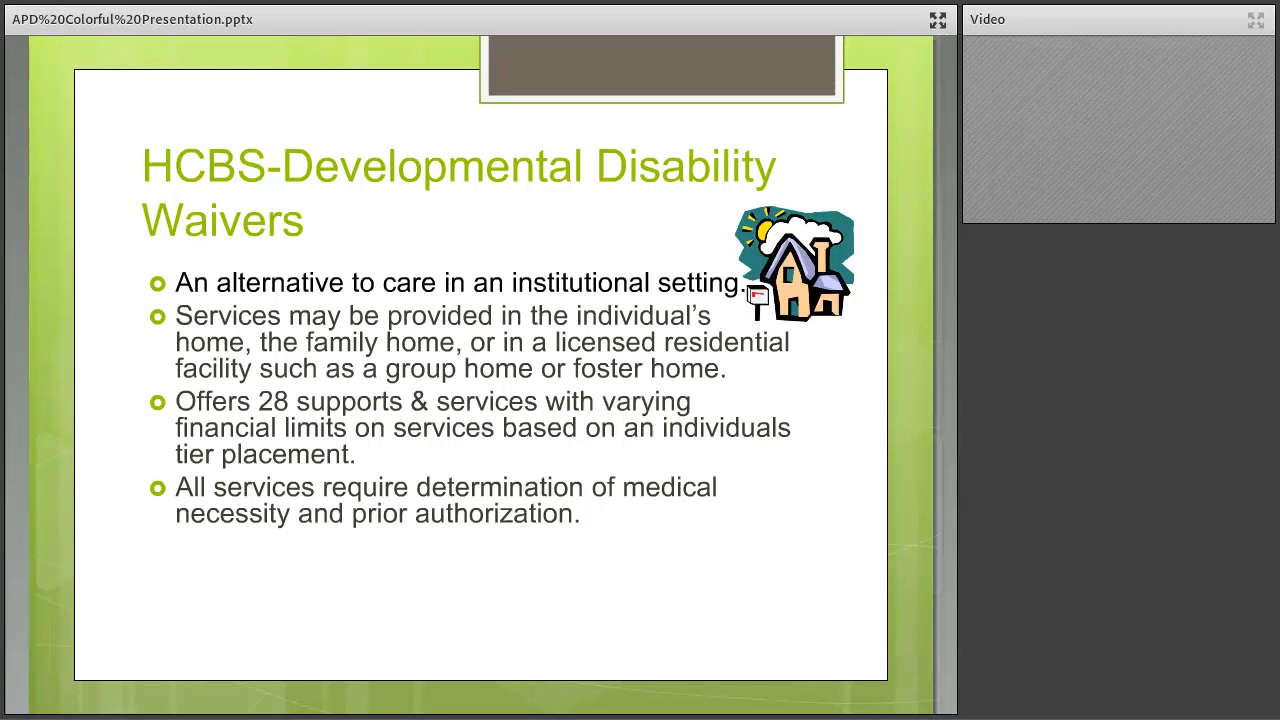 APD%20Colorful%20Presentation.pptx
Video
HCBS-Developmental Disability
Waivers
An alternative to care in an institutional setting.
Services may be provided in the individual’s
home, the family home, or in a licensed residential
facility such as a group home or foster home.
Offers 28 supports & services with varying
financial limits on services based on an individuals
tier placement.
All services require determination of medical
necessity and prior authorization.